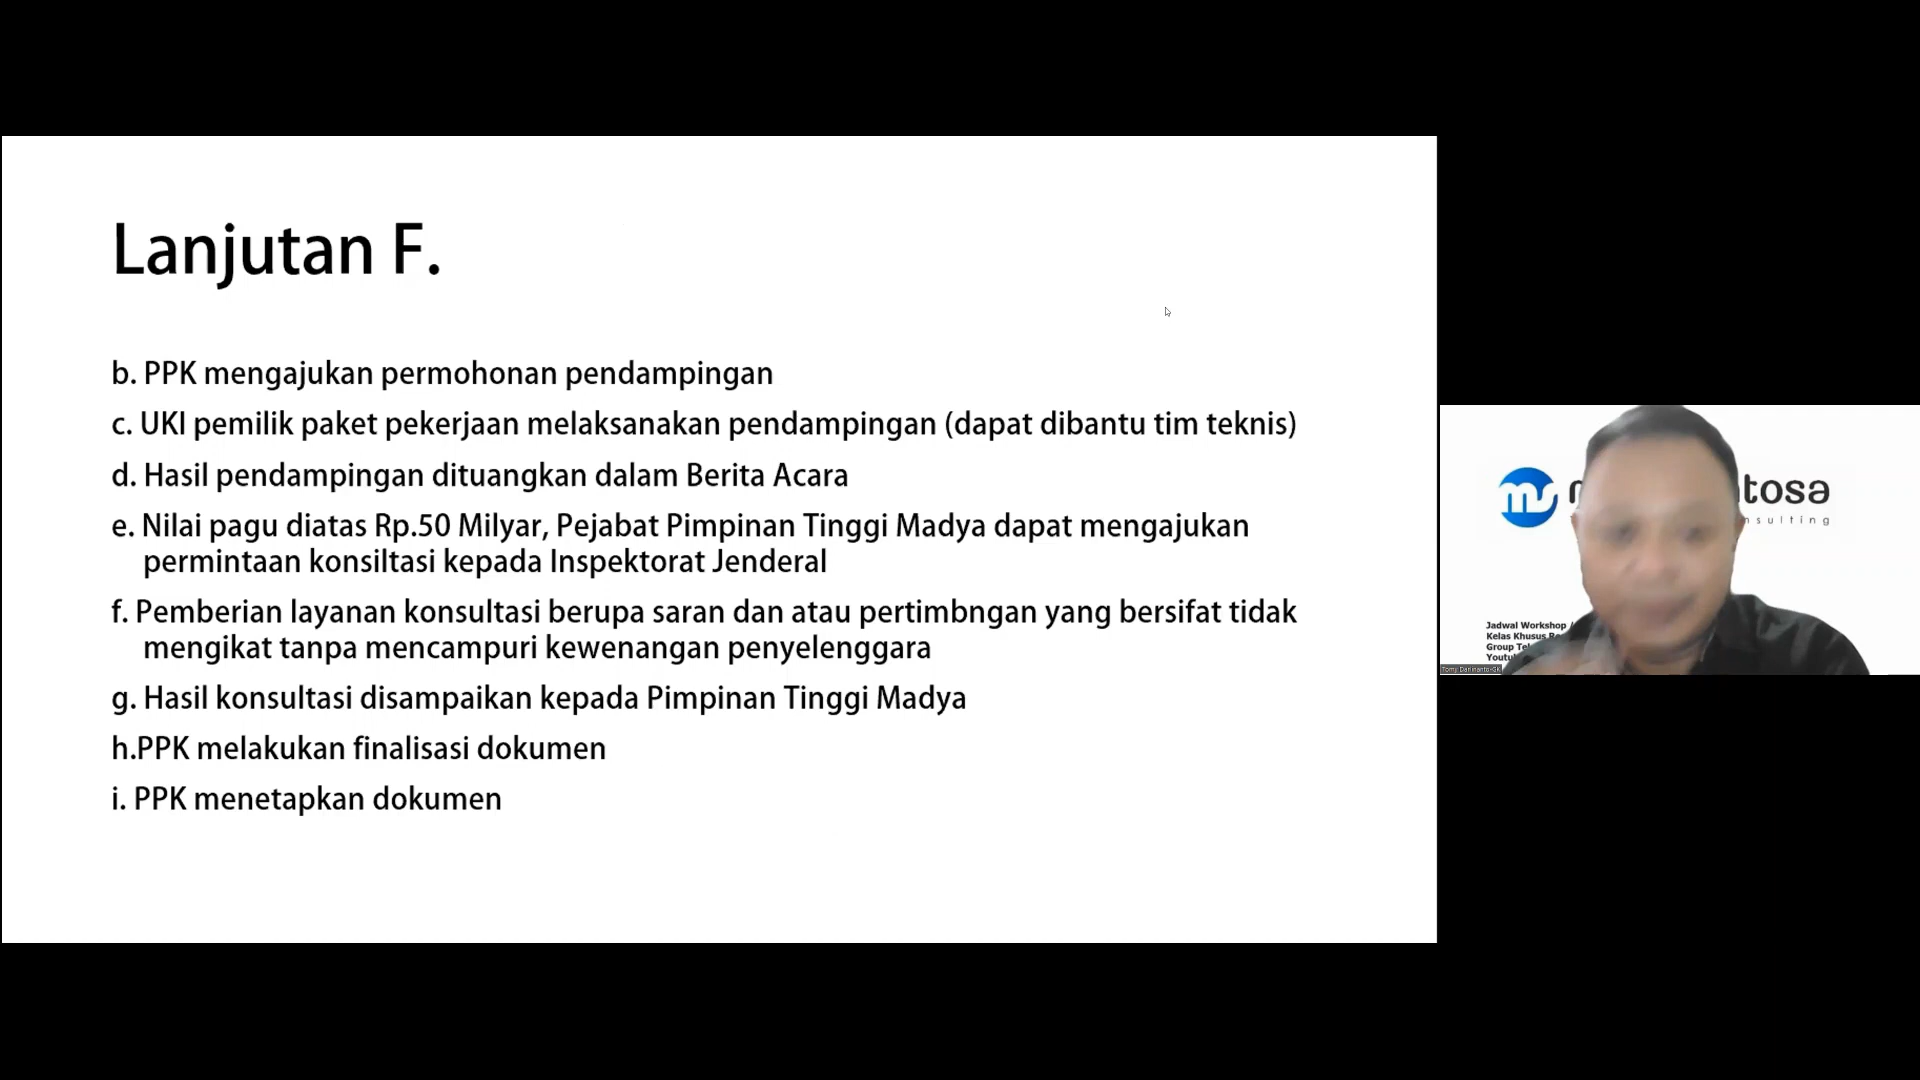 Lanjutan F.
b. PPK mengajukan permohonan pendampingan
c. UKI pemilik paket pekerjaan melaksanakan pendampingan (dapat dibantu tim teknis)
d. Hasil pendampingan dituangkan dalam Berita Acara
e. Nilai pagu diatas Rp.50 Milyar, Pejabat Pimpinan Tinggi Madya dapat mengajukan
permintaan konsiltasi kepada Inspektorat Jenderal
f. Pemberian layanan konsultasi berupa saran dan atau pertimbngan yang bersifat tidak
mengikat tanpa mencampuri kewenangan penyelenggara
g. Hasil konsultasi disampaikan kepada Pimpinan Tinggi Madya
h.PPK melakukan finalisasi dokumen
i. PPK menetapkan dokumen
tosa
nsulting
Jadwal Workshop /
Kelas Khusus
Group